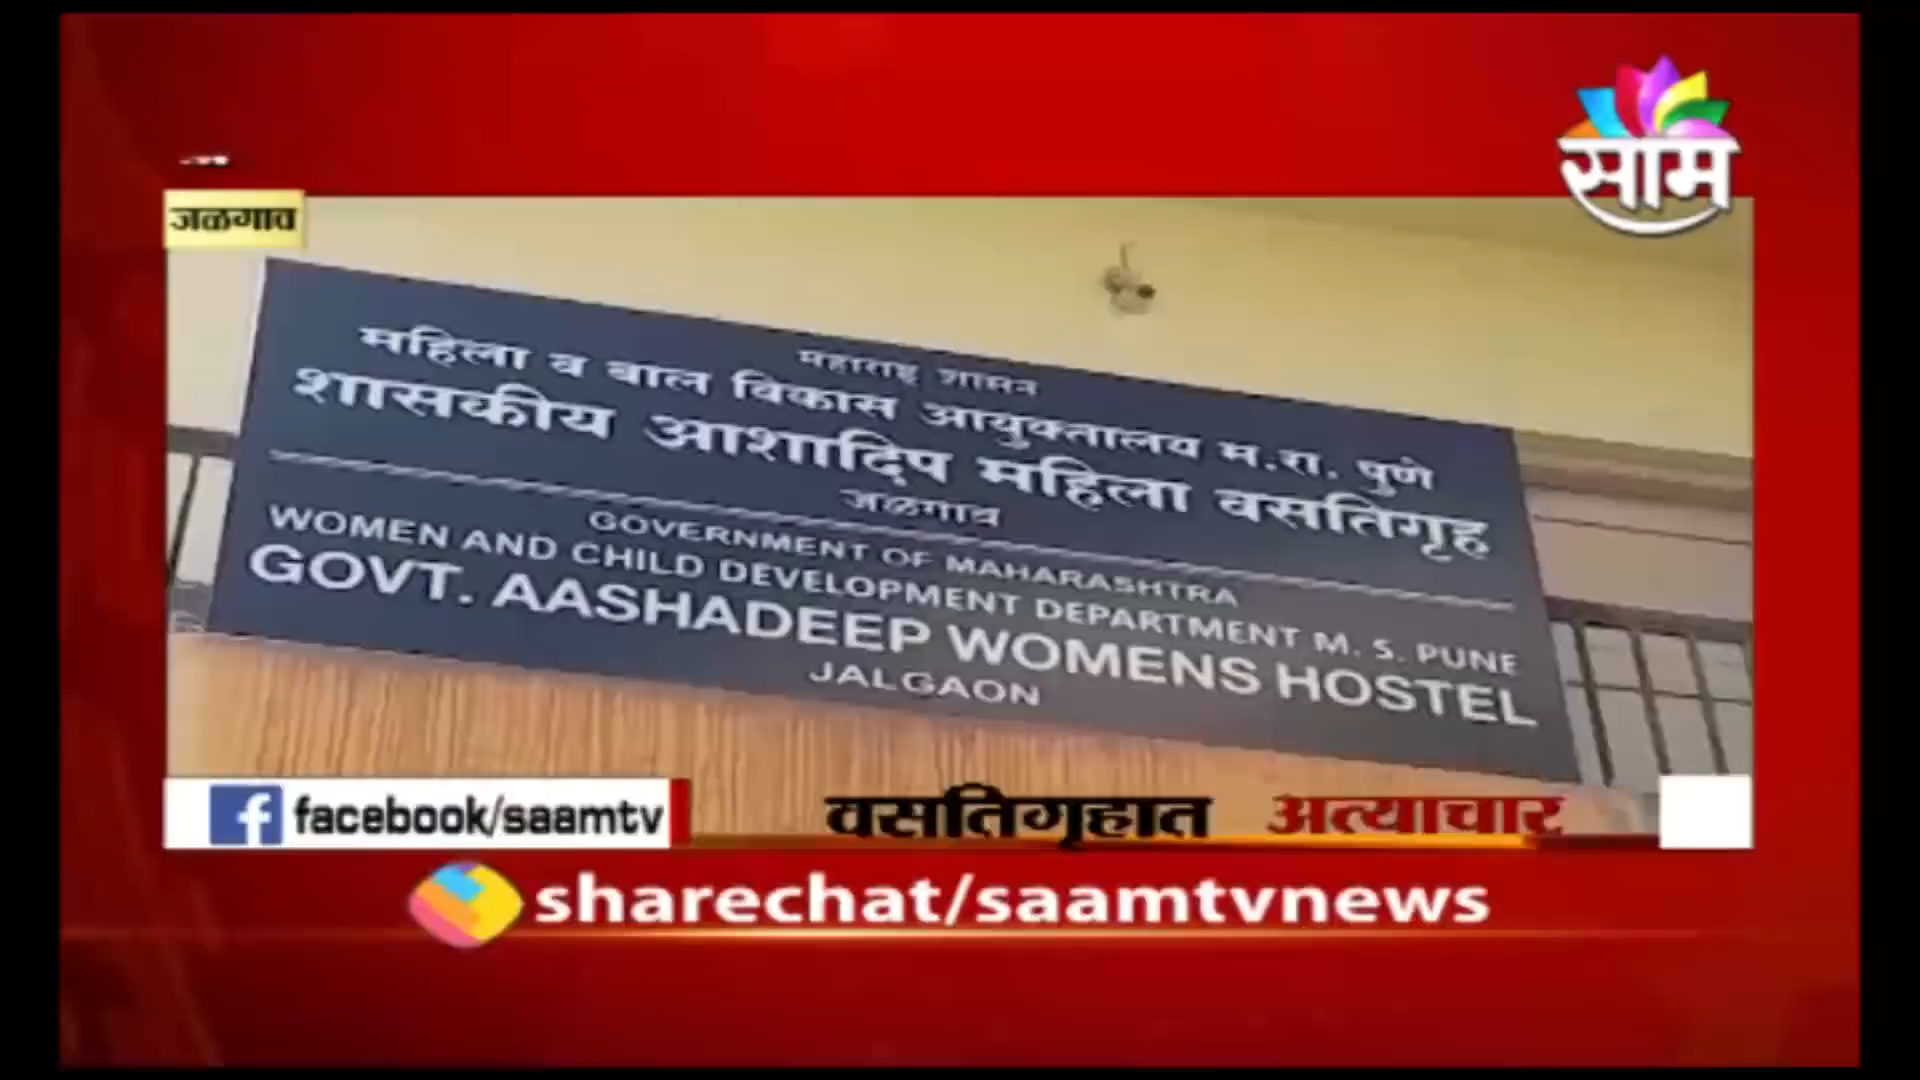 साम
जळगाव
महाराष्ट्र शासन
महिला व बाल विकास आयुक्तालय म.रा. पुणे
शासकीय आशादिप महिला वसतिगृह
जळगाव
GOVERNMENT OF MAHARASHTRA
WOMEN AND CHILD DEVELOPMENT DEPARTMENT M. S. PUNE
GOVT. AASHADEEP WOMENS HOSTEL
JALGAON
facebook/saamtv
वसतिगृहात अत्याचार
sharechat/saamtvnews